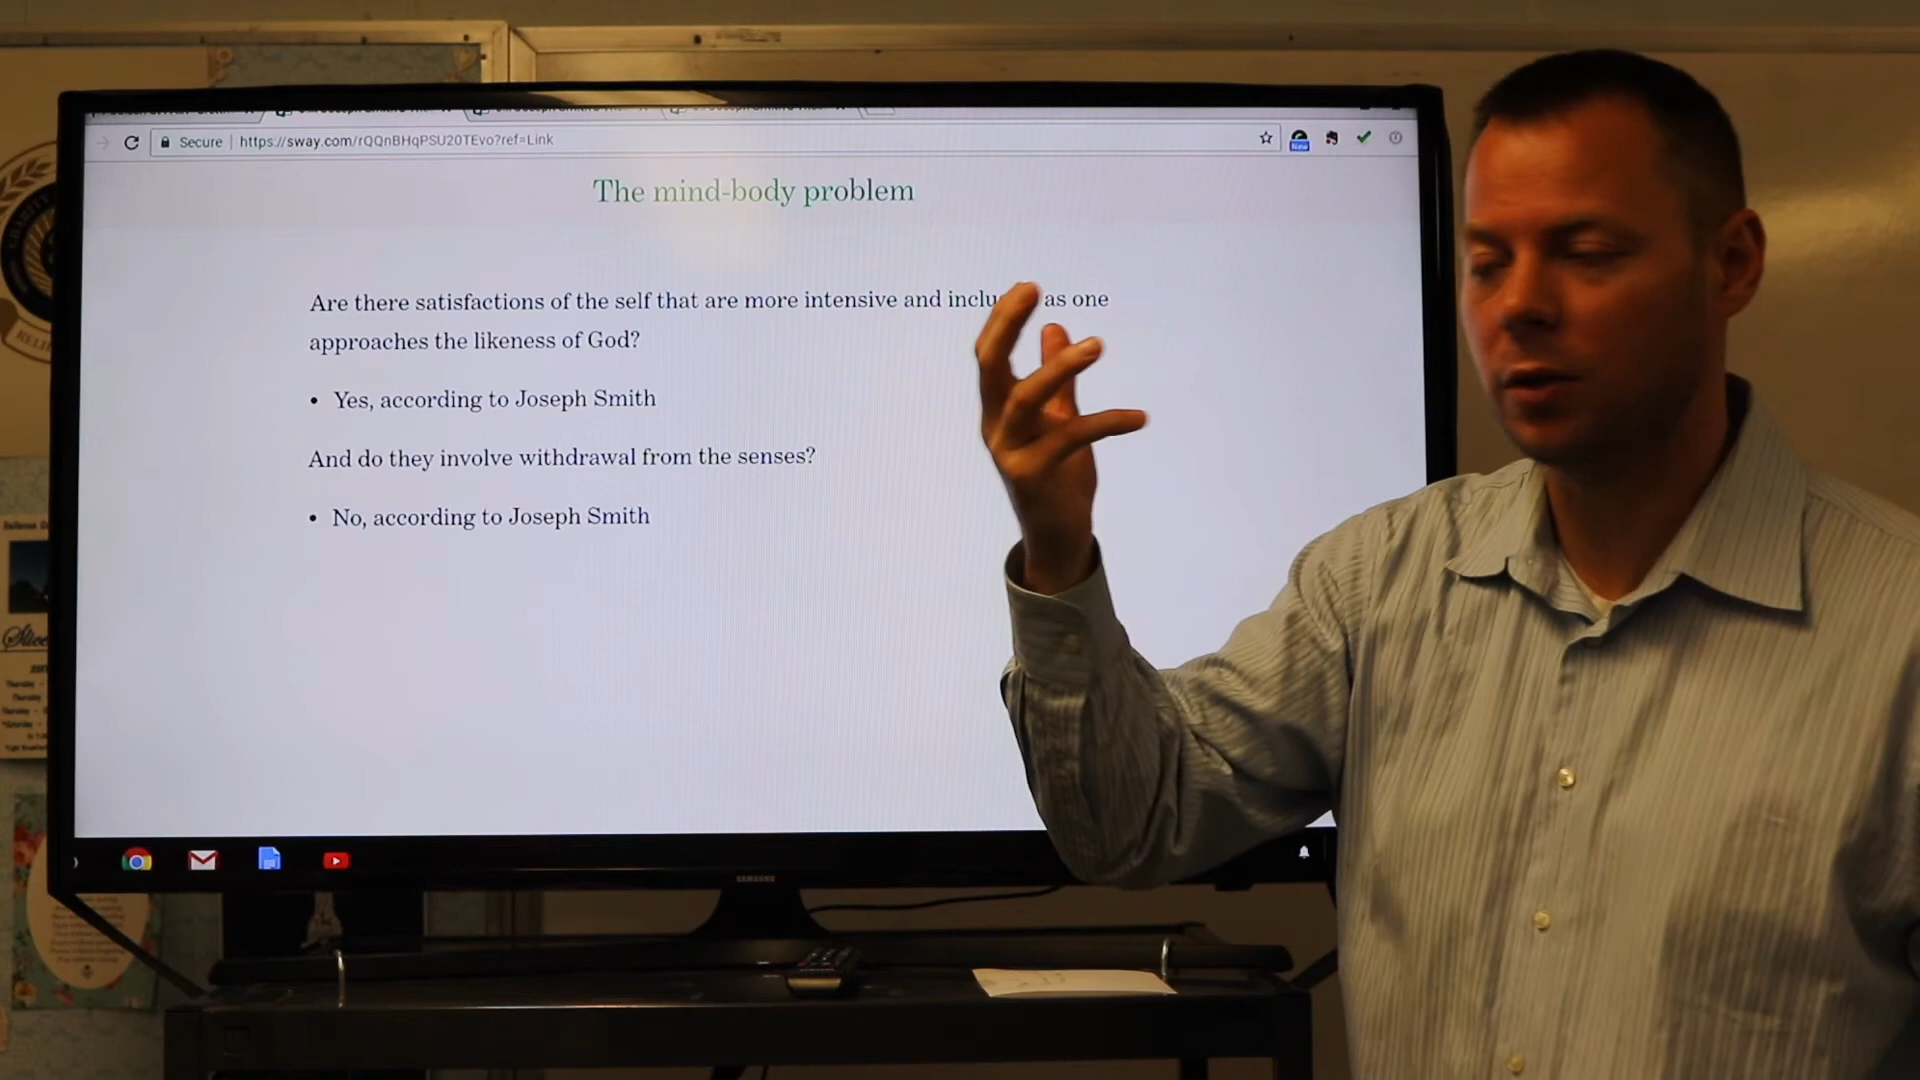 Secure | https://sway.com/rQQnBHqPSU20TEvo?ref=Link
New
The mind-body problem
Are there satisfactions of the self that are more intensive and as one
approaches the likeness of God?
• Yes, according to Joseph Smith
And do they involve withdrawal from the senses?
• No, according to Joseph Smith
SAMSUNG
CHARITY